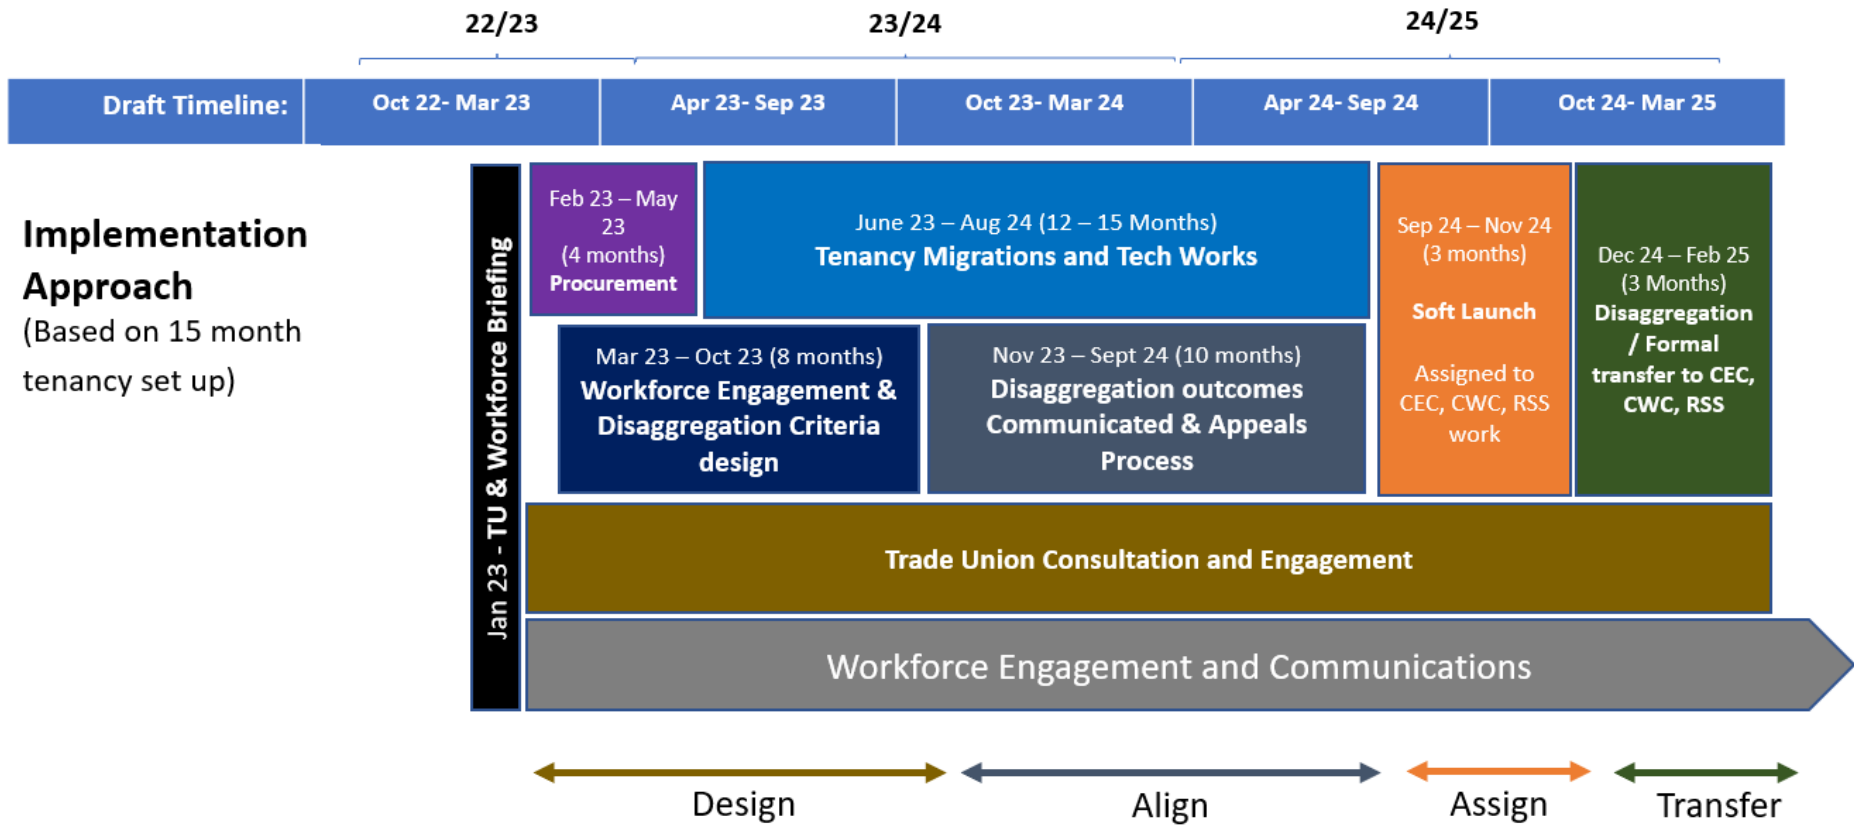 22/23
23/24
24/25
Draft Timeline:
Oct 22- Mar 23
Apr 23- Sep 23
Oct 23- Mar 24
Apr 24- Sep 24
Oct 24- Mar 25
Implementation
Approach
(Based on 15 month
tenancy set up)
Jan 23 - TU & Workforce Briefing
Feb 23 – May
23
(4 months)
Procurement
June 23 – Aug 24 (12 – 15 Months)
Tenancy Migrations and Tech Works
Sep 24 – Nov 24
(3 months)
Soft Launch
Assigned to
CEC, CWC, RSS
work
Dec 24 – Feb 25
(3 Months)
Disaggregation
/ Formal
transfer to CEC,
CWC, RSS
Mar 23 – Oct 23 (8 months)
Workforce Engagement &
Disaggregation Criteria
design
Nov 23 – Sept 24 (10 months)
Disaggregation outcomes
Communicated & Appeals
Process
Trade Union Consultation and Engagement
Workforce Engagement and Communications
Design
Align
Assign
Transfer